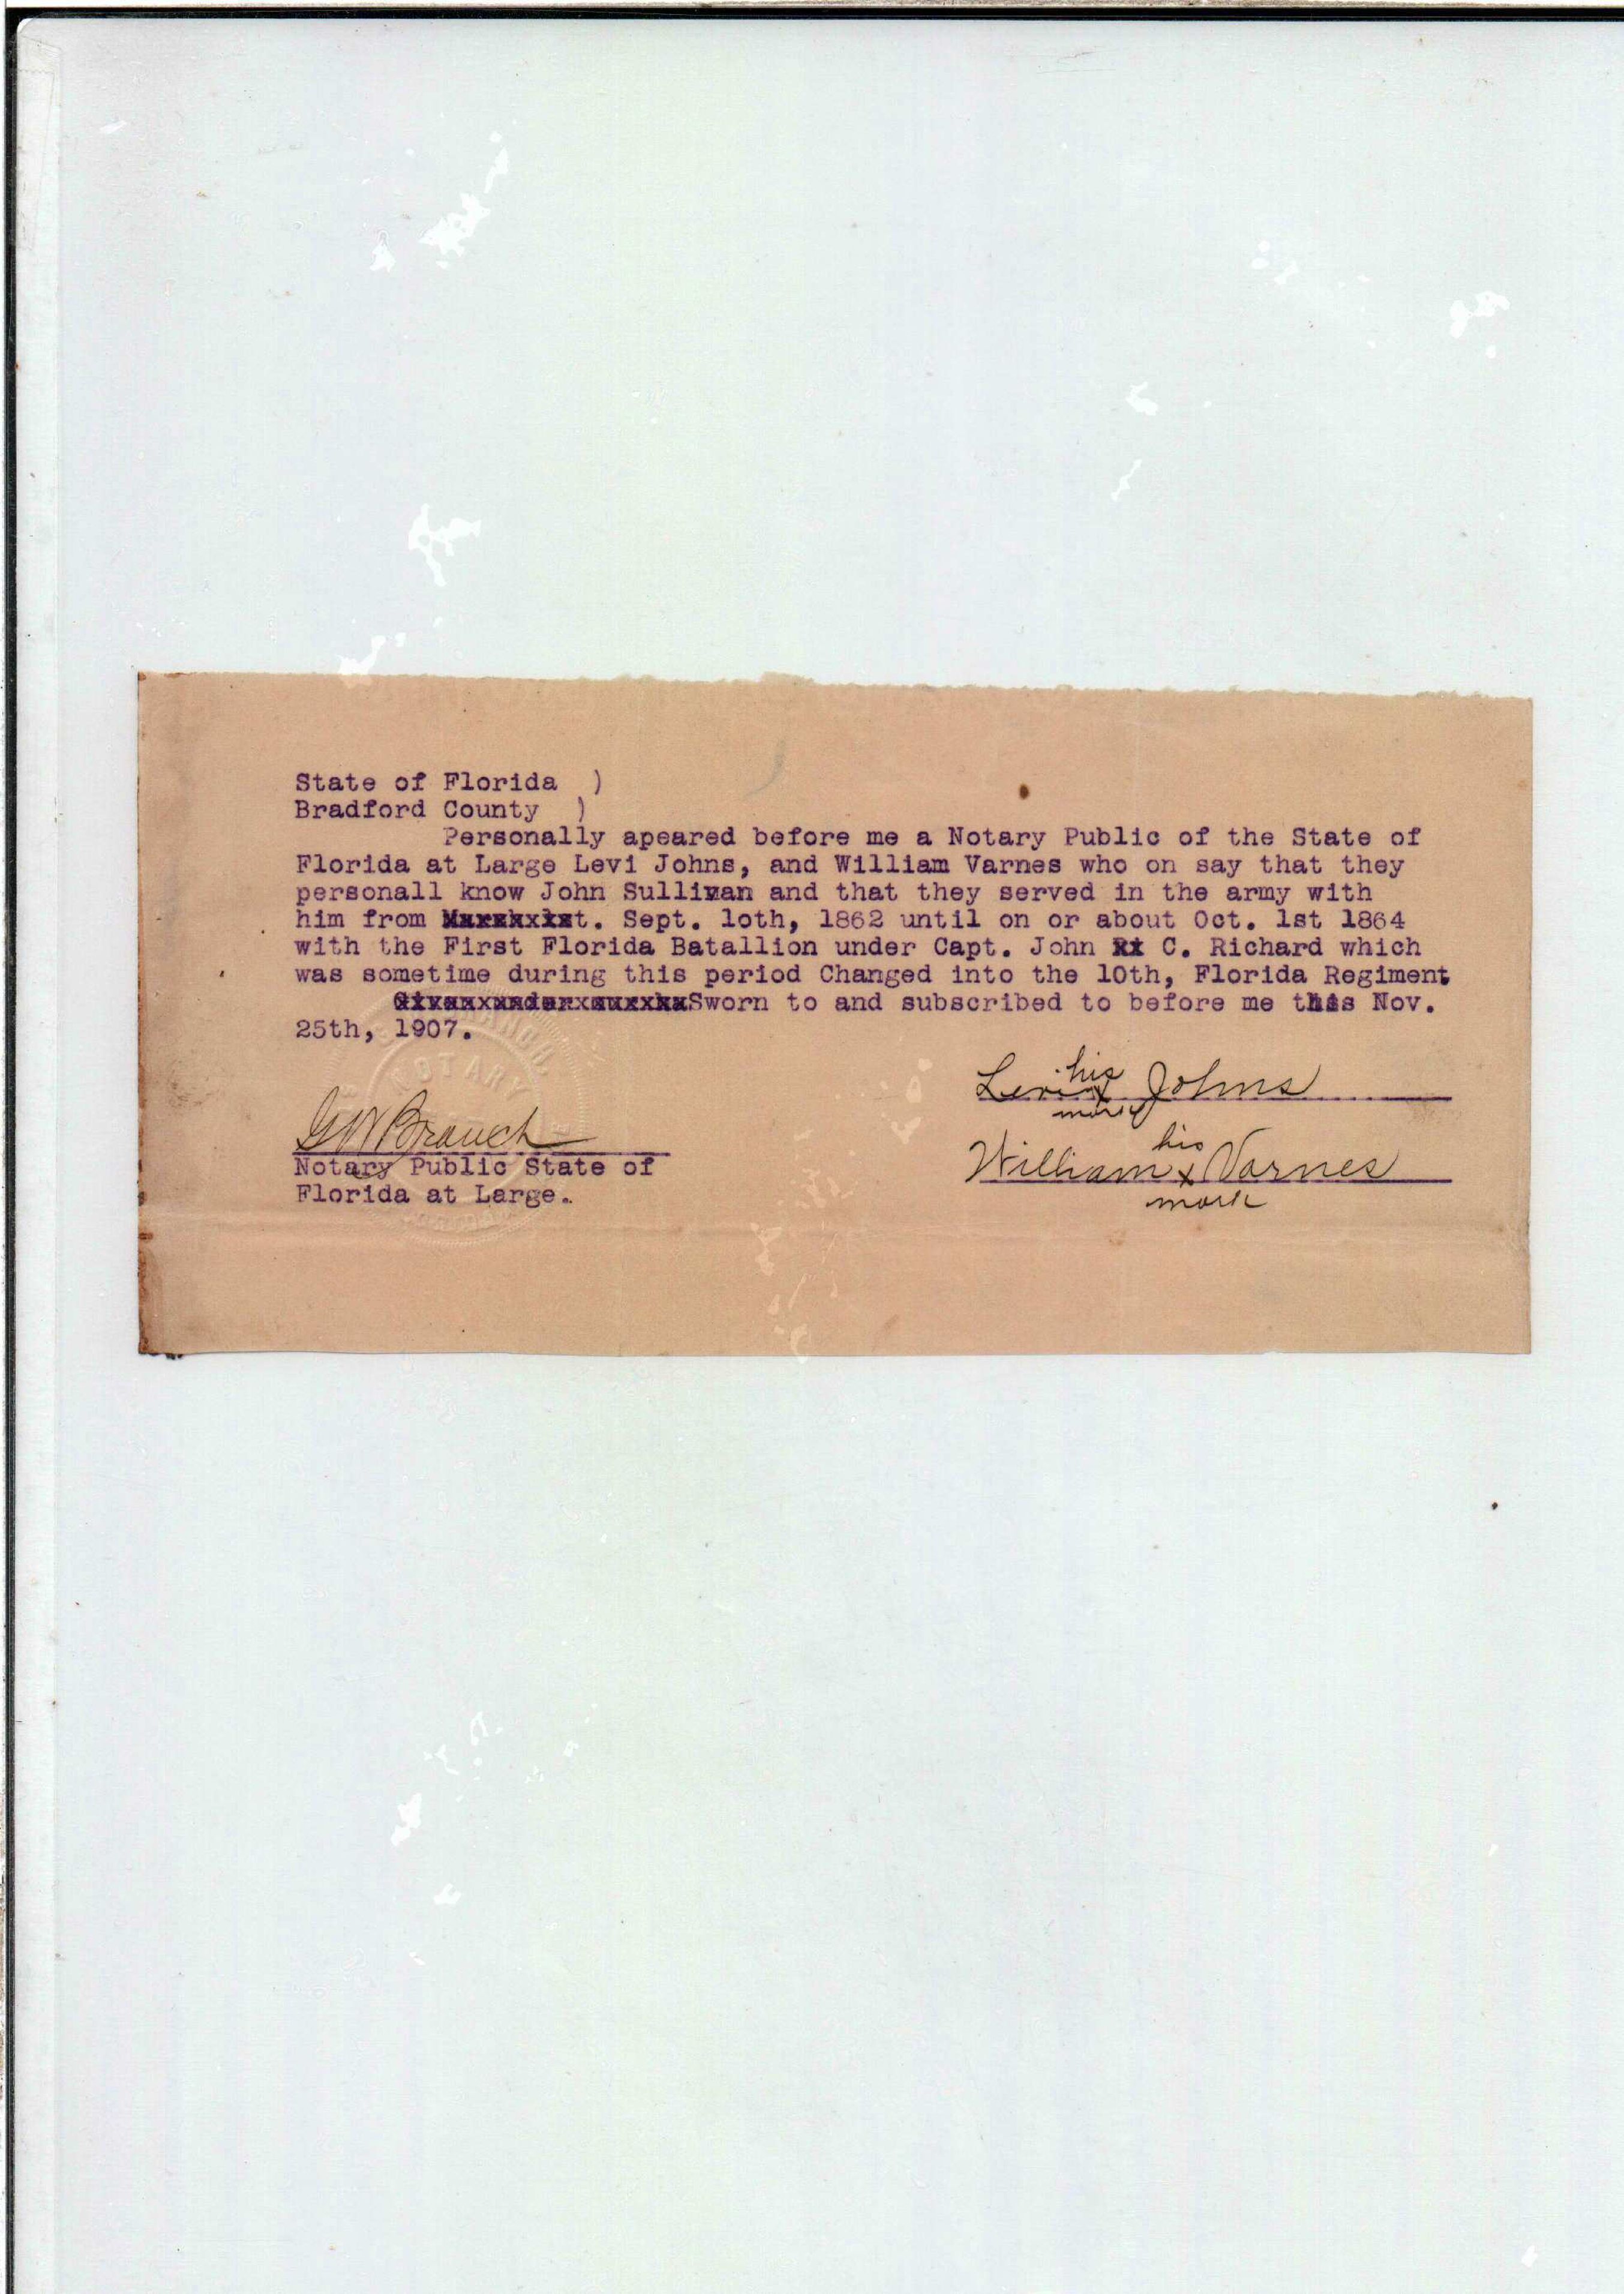 State of Florida )
Bradford County )
Personally apeared before me a Notary Public of the State of
Florida at Large Levi Johns, and William Varnes who on say that they
personall know John Sullivan and that they served in the army with
him from t. Sept. loth, 1862 until on or about Oct. 1st 1864
with the First Florida Batallion under Capt. John C. Richard which
was sometime during this period Changed into the 10th, Florida Regiment
Sworn to and subscribed to before me this Nov.
25th, 1907.
his
Levi x Johns
mark
G W Branch
his
William x Varnes
mark
Notary Public State of
Florida at Large.
NOTARY